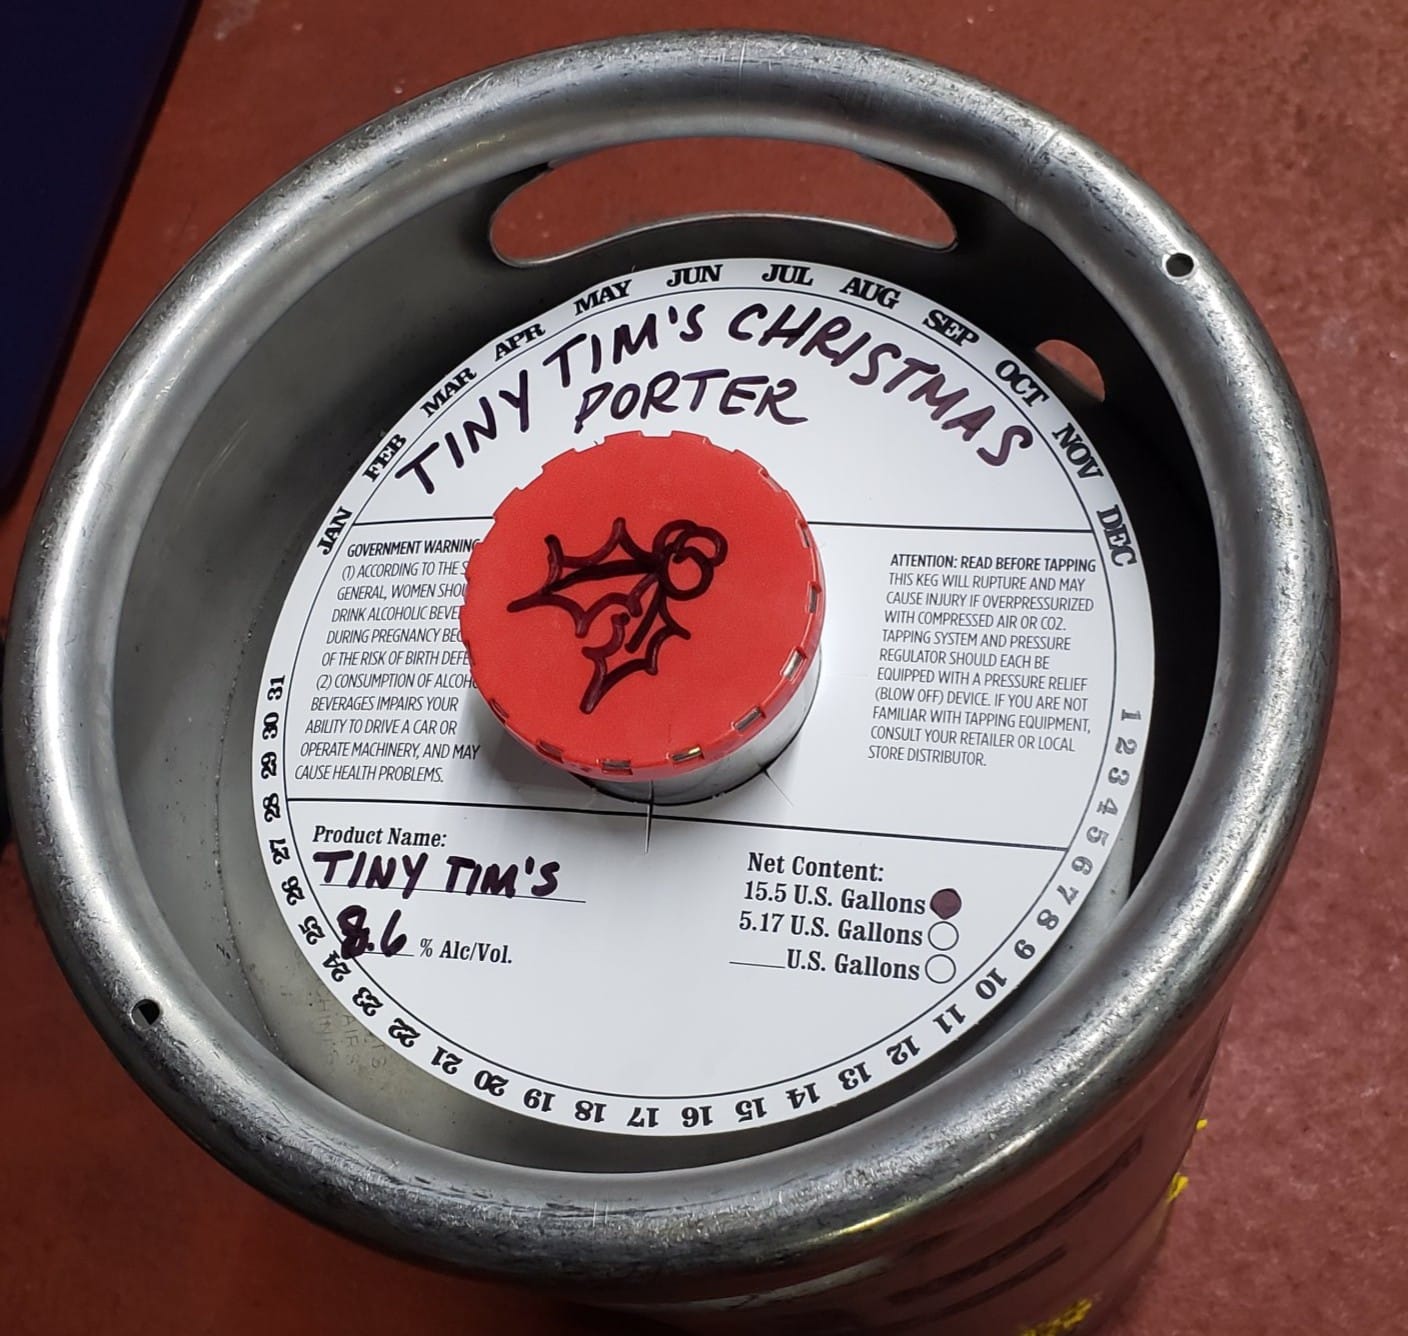 JAN FEB MAR APR MAY JUN JUL AUG SEP OCT NOV DEC
TINY TIM'S CHRISTMAS
PORTER
GOVERNMENT WARNING
(1) ACCORDING TO THE
GENERAL, WOMEN
DRINK ALCOHOLIC
DURING PREGNANCY
OF THE RISK OF BIRTH
(2) CONSUMPTION OF
BEVERAGES IMPAIRS YOUR
ABILITY TO DRIVE A CAR OR
OPERATE MACHINERY, AND MAY
CAUSE HEALTH PROBLEMS.
ATTENTION: READ BEFORE TAPPING
THIS KEG WILL RUPTURE AND MAY
CAUSE INJURY IF OVERPRESSURIZED
WITH COMPRESSED AIR OR CO2.
TAPPING SYSTEM AND PRESSURE
REGULATOR SHOULD EACH BE
EQUIPPED WITH A PRESSURE RELIEF
(BLOW OFF) DEVICE. IF YOU ARE NOT
FAMILIAR WITH TAPPING EQUIPMENT,
CONSULT YOUR RETAILER OR LOCAL
STORE DISTRIBUTOR.
Product Name:
TINY TIM'S
8.6 % Alc/Vol.
Net Content:
15.5 U.S. Gallons
5.17 U.S. Gallons
U.S. Gallons
1 2 3 4 5 6 7 8 9 10 11 12 13 14 15 16 17 18 19 20 21 22 23 24 25 26 27 28 29 30 31